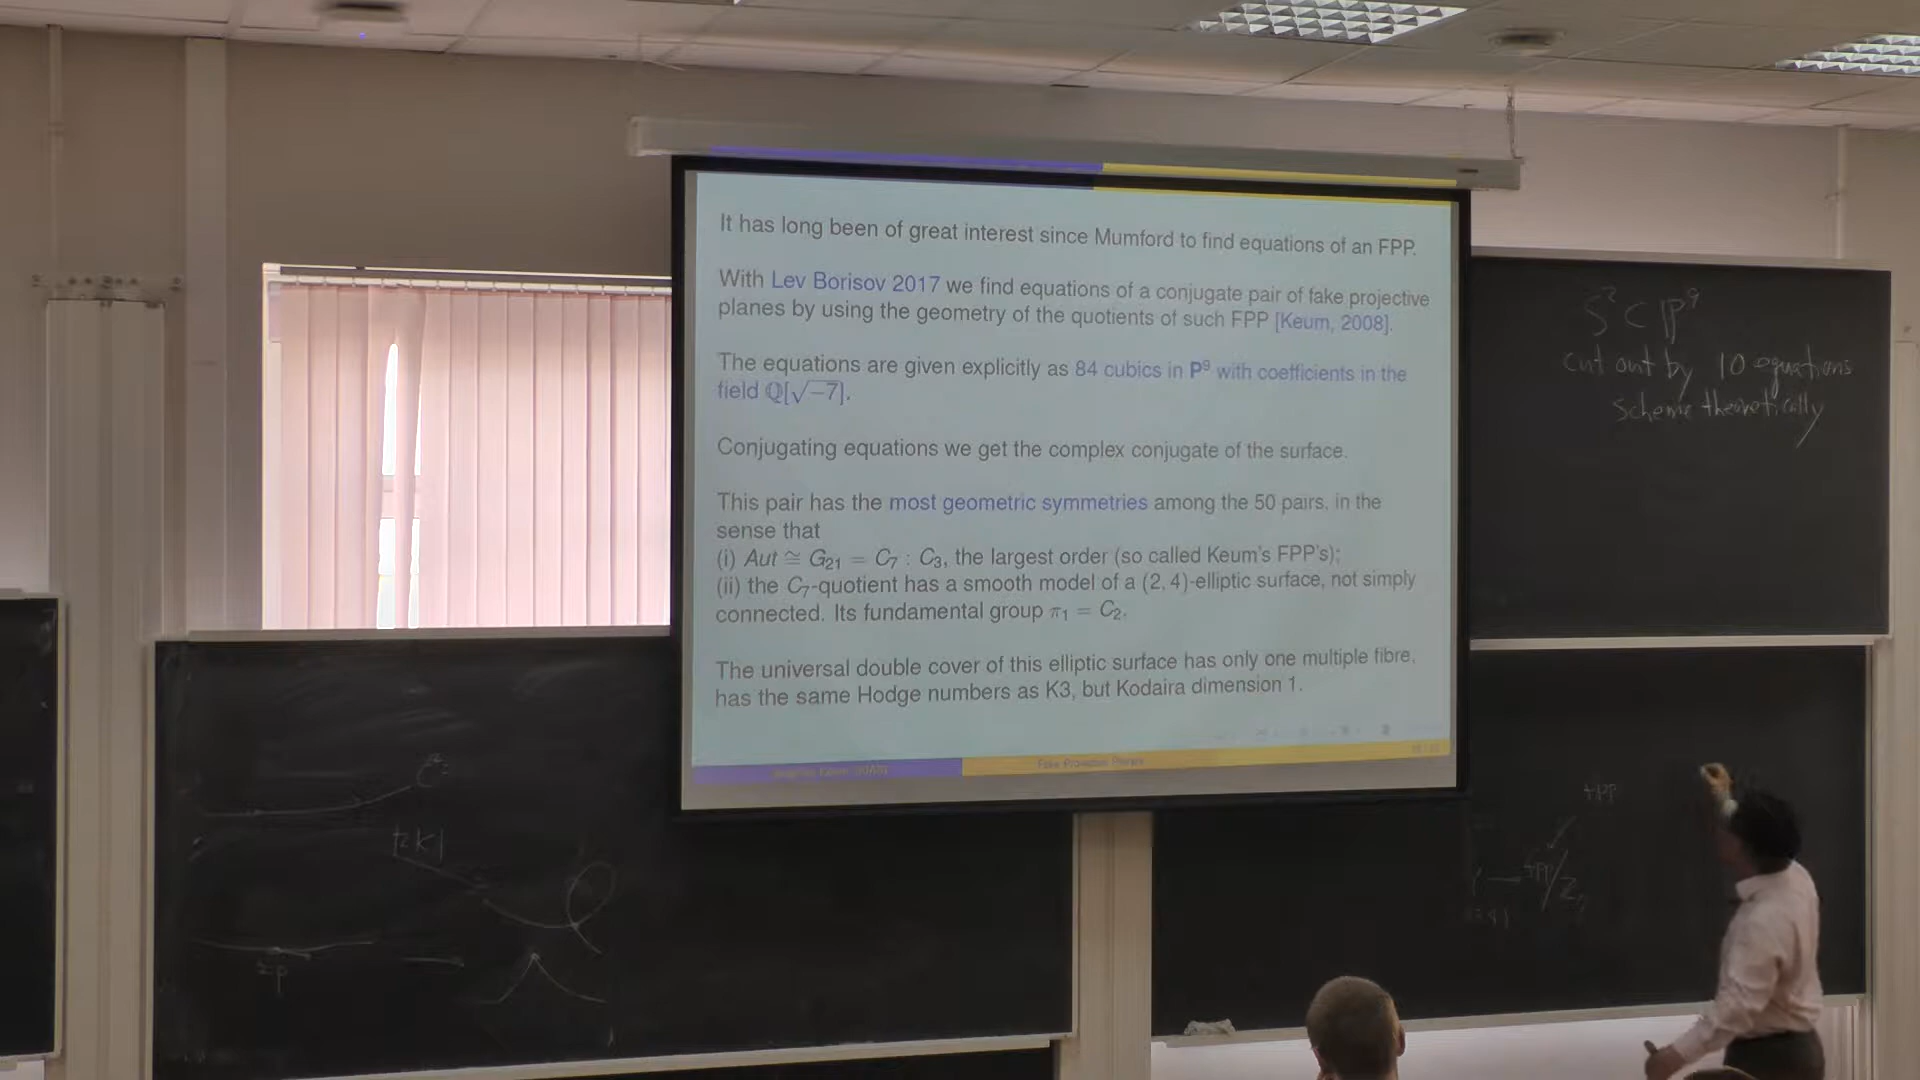 It has long been of great interest since Mumford to find equations of an FPP.
With Lev Borisov 2017 we find equations of a conjugate pair of fake projective
planes by using the geometry of the quotients of such FPP [Keum, 2008].
The equations are given explicitly as 84 cubics in P⁹ with coefficients in the
field ℚ[√−7].
Conjugating equations we get the complex conjugate of the surface.
This pair has the most geometric symmetries among the 50 pairs, in the
sense that
(i) Aut ≅ G₂₁ = C₇ : C₃, the largest order (so called Keum's FPP's);
(ii) the C₇-quotient has a smooth model of a (2, 4)-elliptic surface, not simply
connected. Its fundamental group π₁ = C₂.
The universal double cover of this elliptic surface has only one multiple fibre,
has the same Hodge numbers as K3, but Kodaira dimension 1.
Fake Projective Planes
S² ⊂ ℙ⁹
cut out by 10 equations
scheme theoretically
|2K|